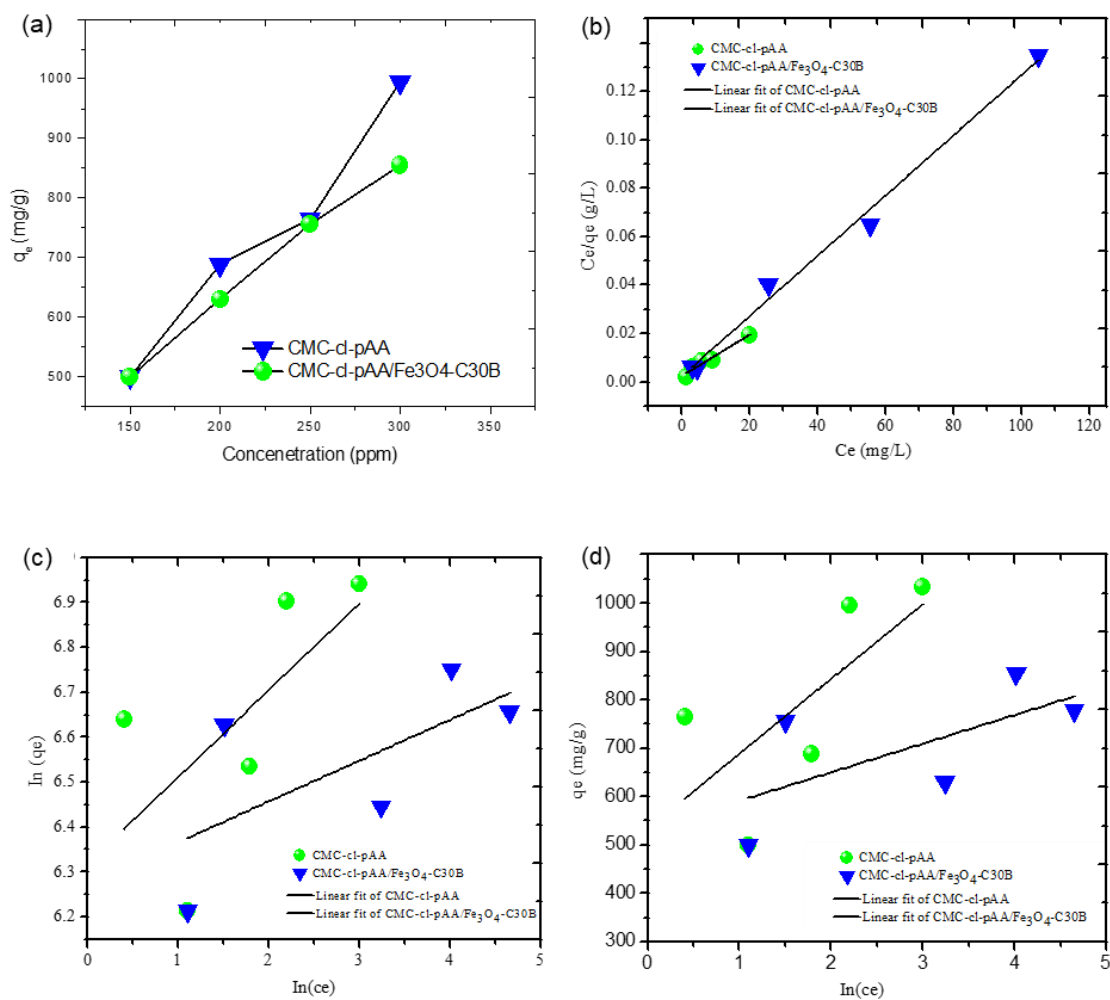 (a)
1000
900
800
700
600
500
150
200
250
300
350
qe (mg/g)
Concenetration (ppm)
CMC-cl-pAA
CMC-cl-pAA/Fe3O4-C30B
(b)
0.12
0.10
0.08
0.06
0.04
0.02
0.00
0
20
40
60
80
100
120
Ce/qe (g/L)
Ce (mg/L)
CMC-cl-pAA
CMC-cl-pAA/Fe3O4-C30B
Linear fit of CMC-cl-pAA
Linear fit of CMC-cl-pAA/Fe3O4-C30B
(c)
6.9
6.8
6.7
6.6
6.5
6.4
6.3
6.2
0
1
2
3
4
5
In (qe)
In(ce)
CMC-cl-pAA
CMC-cl-pAA/Fe3O4-C30B
Linear fit of CMC-cl-pAA
Linear fit of CMC-cl-pAA/Fe3O4-C30B
(d)
1000
900
800
700
600
500
400
300
0
1
2
3
4
5
qe (mg/g)
In(ce)
CMC-cl-pAA
CMC-cl-pAA/Fe3O4-C30B
Linear fit of CMC-cl-pAA
Linear fit of CMC-cl-pAA/Fe3O4-C30B